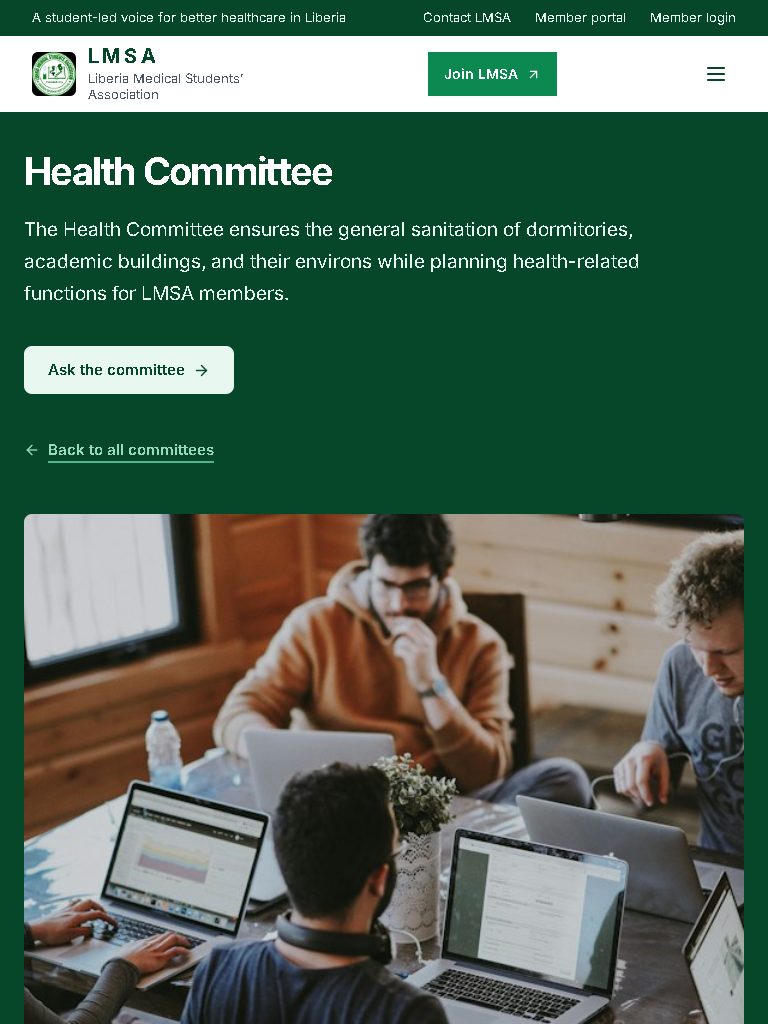 A student-led voice for better healthcare in Liberia
Contact LMSA
Member portal
Member login
LMSA
Liberia Medical Students'
Association
Join LMSA
Health Committee
The Health Committee ensures the general sanitation of dormitories,
academic buildings, and their environs while planning health-related
functions for LMSA members.
Ask the committee
Back to all committees